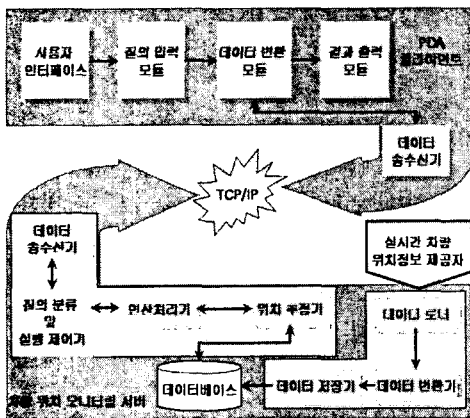 사용자
인터페이스
질의 입력
모듈
데이터 변환
모듈
결과 출력
모듈
PDA
클라이언트
데이터
송수신기
TCP/IP
데이터
송수신기
실시간 차량
위치정보 제공자
질의 분류
및
실행 제어기
연산처리기
위치 추정기
데이터 로더
데이터베이스
데이터 저장기
데이터 변환기
위치 모니터링 서버